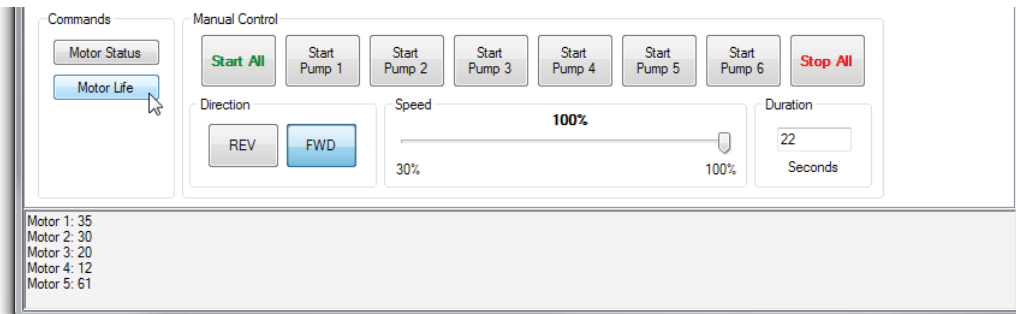 Commands
Motor Status
Motor Life
Manual Control
Start All
Start
Pump 1
Start
Pump 2
Start
Pump 3
Start
Pump 4
Start
Pump 5
Start
Pump 6
Stop All
Direction
REV
FWD
Speed
100%
30%
100%
Duration
22
Seconds
Motor 1: 35
Motor 2: 30
Motor 3: 20
Motor 4: 12
Motor 5: 61